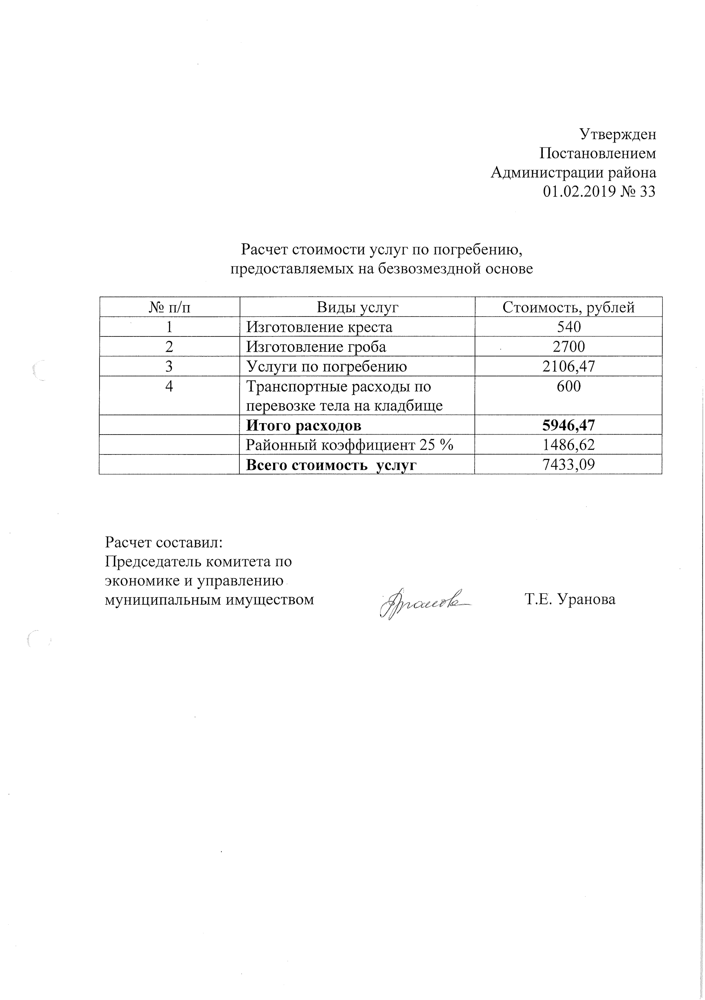 Утвержден
Постановлением
Администрации района
01.02.2019 № 33
Расчет стоимости услуг по погребению,
предоставляемых на безвозмездной основе
№ п/п Виды услуг Стоимость, рублей
1 Изготовление креста 540
2 Изготовление гроба 2700
3 Услуги по погребению 2106,47
4 Транспортные расходы по 600
перевозке тела на кладбище
Итого расходов 5946,47
Районный коэффициент 25 % 1486,62
Всего стоимость услуг 7433,09
Расчет составил:
Председатель комитета по
экономике и управлению
муниципальным имуществом Т.Е. Уранова